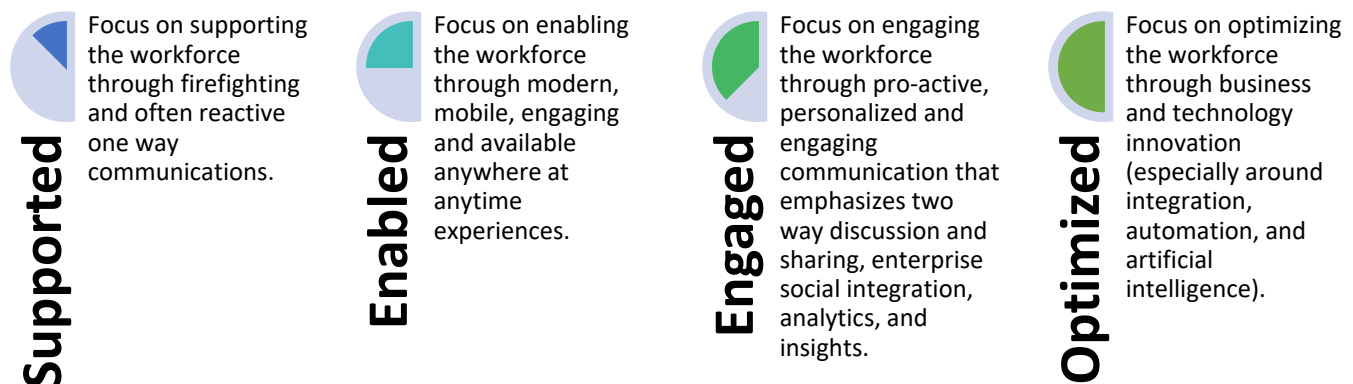 Supported
Focus on supporting
the workforce
through firefighting
and often reactive
one way
communications.
Enabled
Focus on enabling
the workforce
through modern,
mobile, engaging
and available
anywhere at
anytime
experiences.
Engaged
Focus on engaging
the workforce
through pro-active,
personalized and
engaging
communication that
emphasizes two
way discussion and
sharing, enterprise
social integration,
analytics, and
insights.
Optimized
Focus on optimizing
the workforce
through business
and technology
innovation
(especially around
integration,
automation, and
artificial
intelligence).